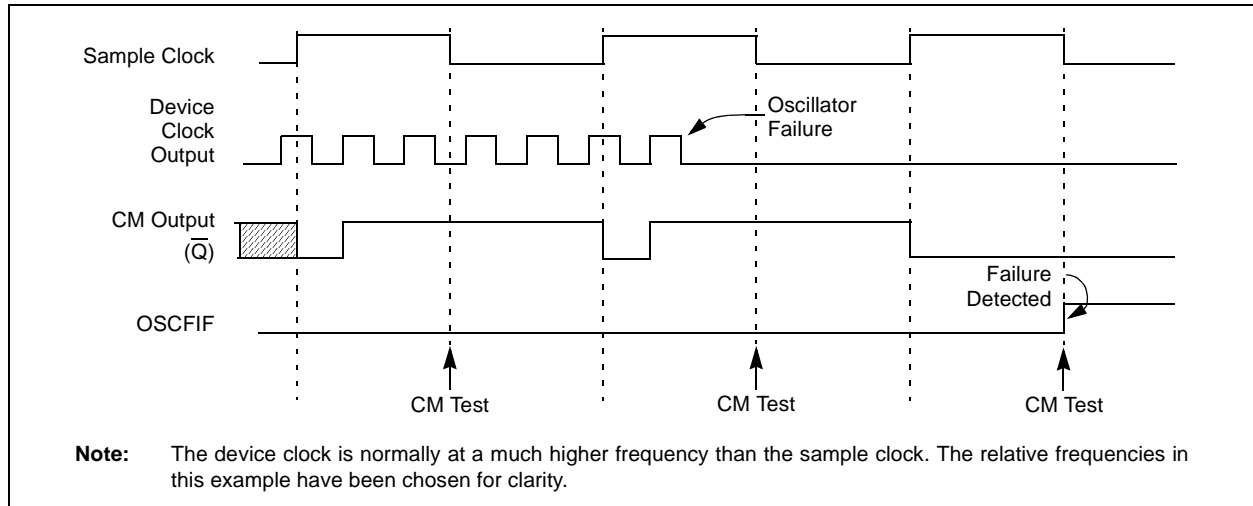 Sample Clock
Device
Clock
Output
Oscillator
Failure
CM Output
(Q̅)
Failure
Detected
OSCFIF
CM Test
CM Test
CM Test
Note: The device clock is normally at a much higher frequency than the sample clock. The relative frequencies in
this example have been chosen for clarity.